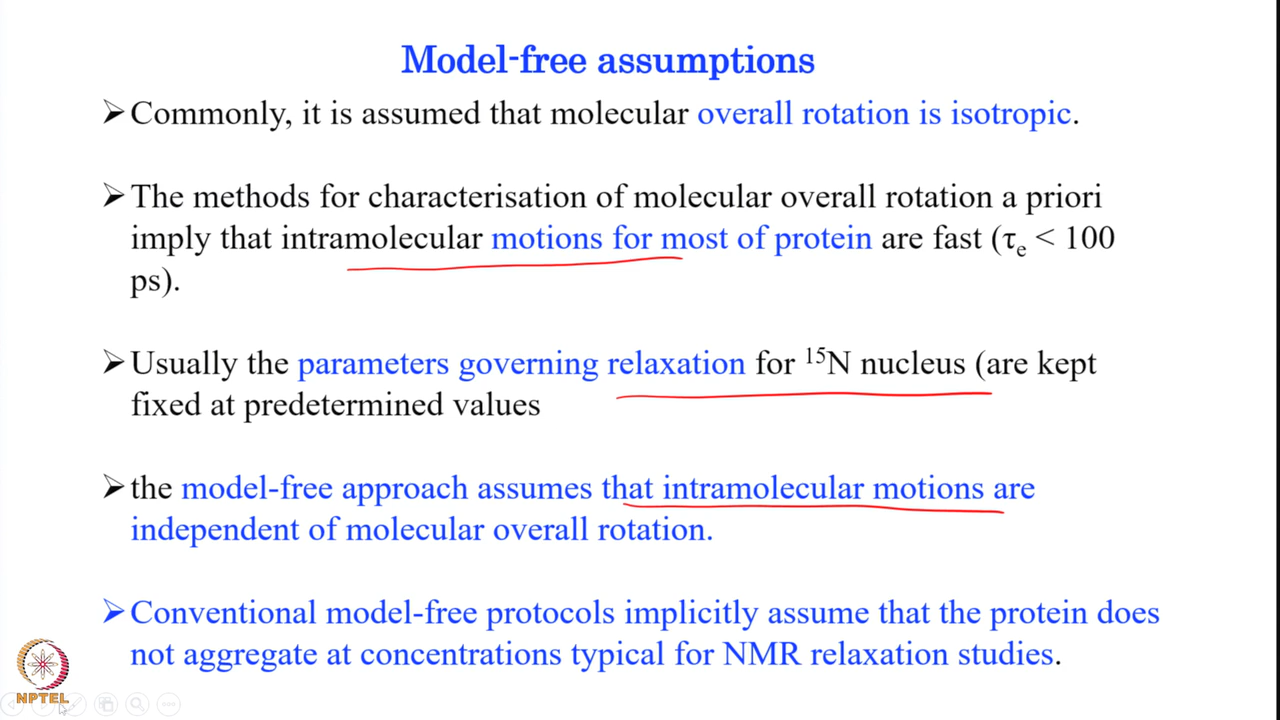 Model-free assumptions
➢Commonly, it is assumed that molecular overall rotation is isotropic.
➢The methods for characterisation of molecular overall rotation a priori
imply that intramolecular motions for most of protein are fast (τₑ < 100
ps).
➢Usually the parameters governing relaxation for ¹⁵N nucleus (are kept
fixed at predetermined values
➢the model-free approach assumes that intramolecular motions are
independent of molecular overall rotation.
➢Conventional model-free protocols implicitly assume that the protein does
not aggregate at concentrations typical for NMR relaxation studies.
NPTEL